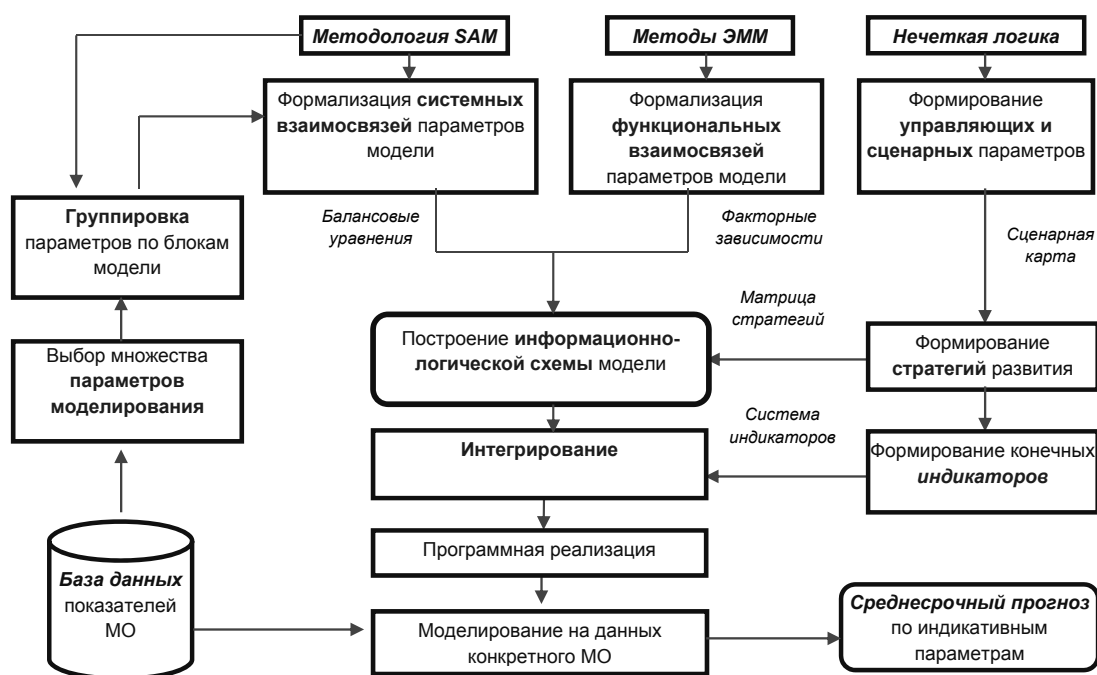 Методология SAM
Методы ЭММ
Нечеткая логика
Формализация системных
взаимосвязей параметров
модели
Формализация
функциональных
взаимосвязей
параметров модели
Формирование
управляющих и
сценарных параметров
Группировка
параметров по блокам
модели
Балансовые
уравнения
Факторные
зависимости
Сценарная
карта
Матрица
стратегий
Выбор множества
параметров
моделирования
Построение информационно-
логической схемы модели
Формирование
стратегий развития
Система
индикаторов
Интегрирование
Формирование конечных
индикаторов
Программная реализация
База данных
показателей
МО
Моделирование на данных
конкретного МО
Среднесрочный прогноз
по индикативным
параметрам